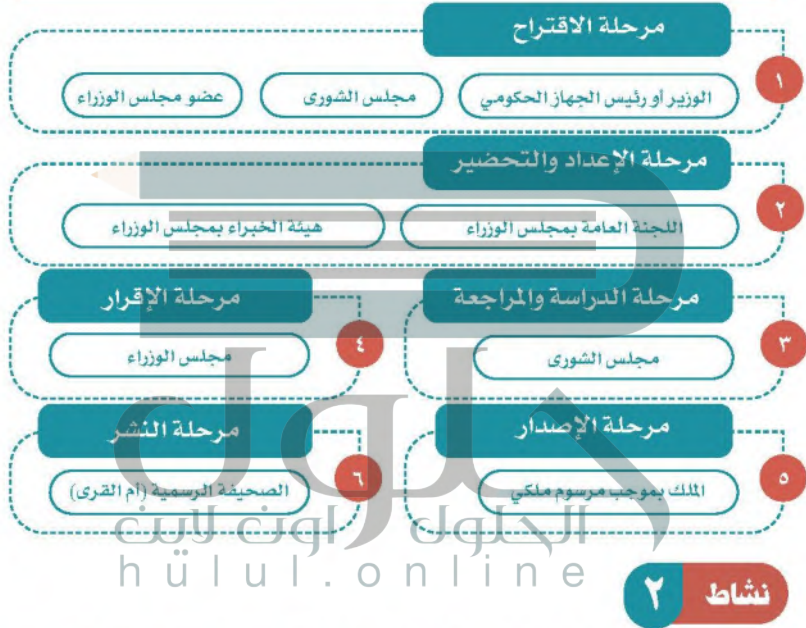 مرحلة الاقتراح
١
الوزير أو رئيس الجهاز الحكومي
مجلس الشورى
عضو مجلس الوزراء
مرحلة الإعداد والتحضير
٢
اللجنة العامة بمجلس الوزراء
هيئة الخبراء بمجلس الوزراء
مرحلة الدراسة والمراجعة
٣
مجلس الشورى
مرحلة الإقرار
٤
مجلس الوزراء
مرحلة الإصدار
٥
الملك بموجب مرسوم ملكي
مرحلة النشر
٦
الصحيفة الرسمية (أم القرى)
حلول
الحلول اون لاين
hulul.online
نشاط ٢